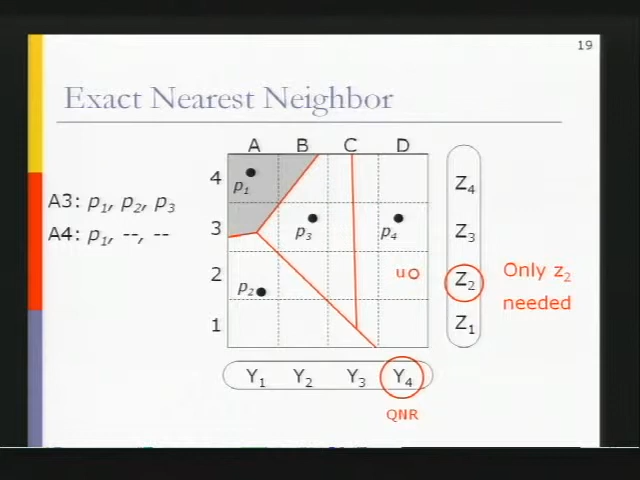 19
Exact Nearest Neighbor
A B C D
4
3
2
1
A3: p1, p2, p3
A4: p1, --, --
p1
p3
p4
p2
u
Z4
Z3
Z2
Z1
Only z2
needed
Y1 Y2 Y3 Y4
QNR